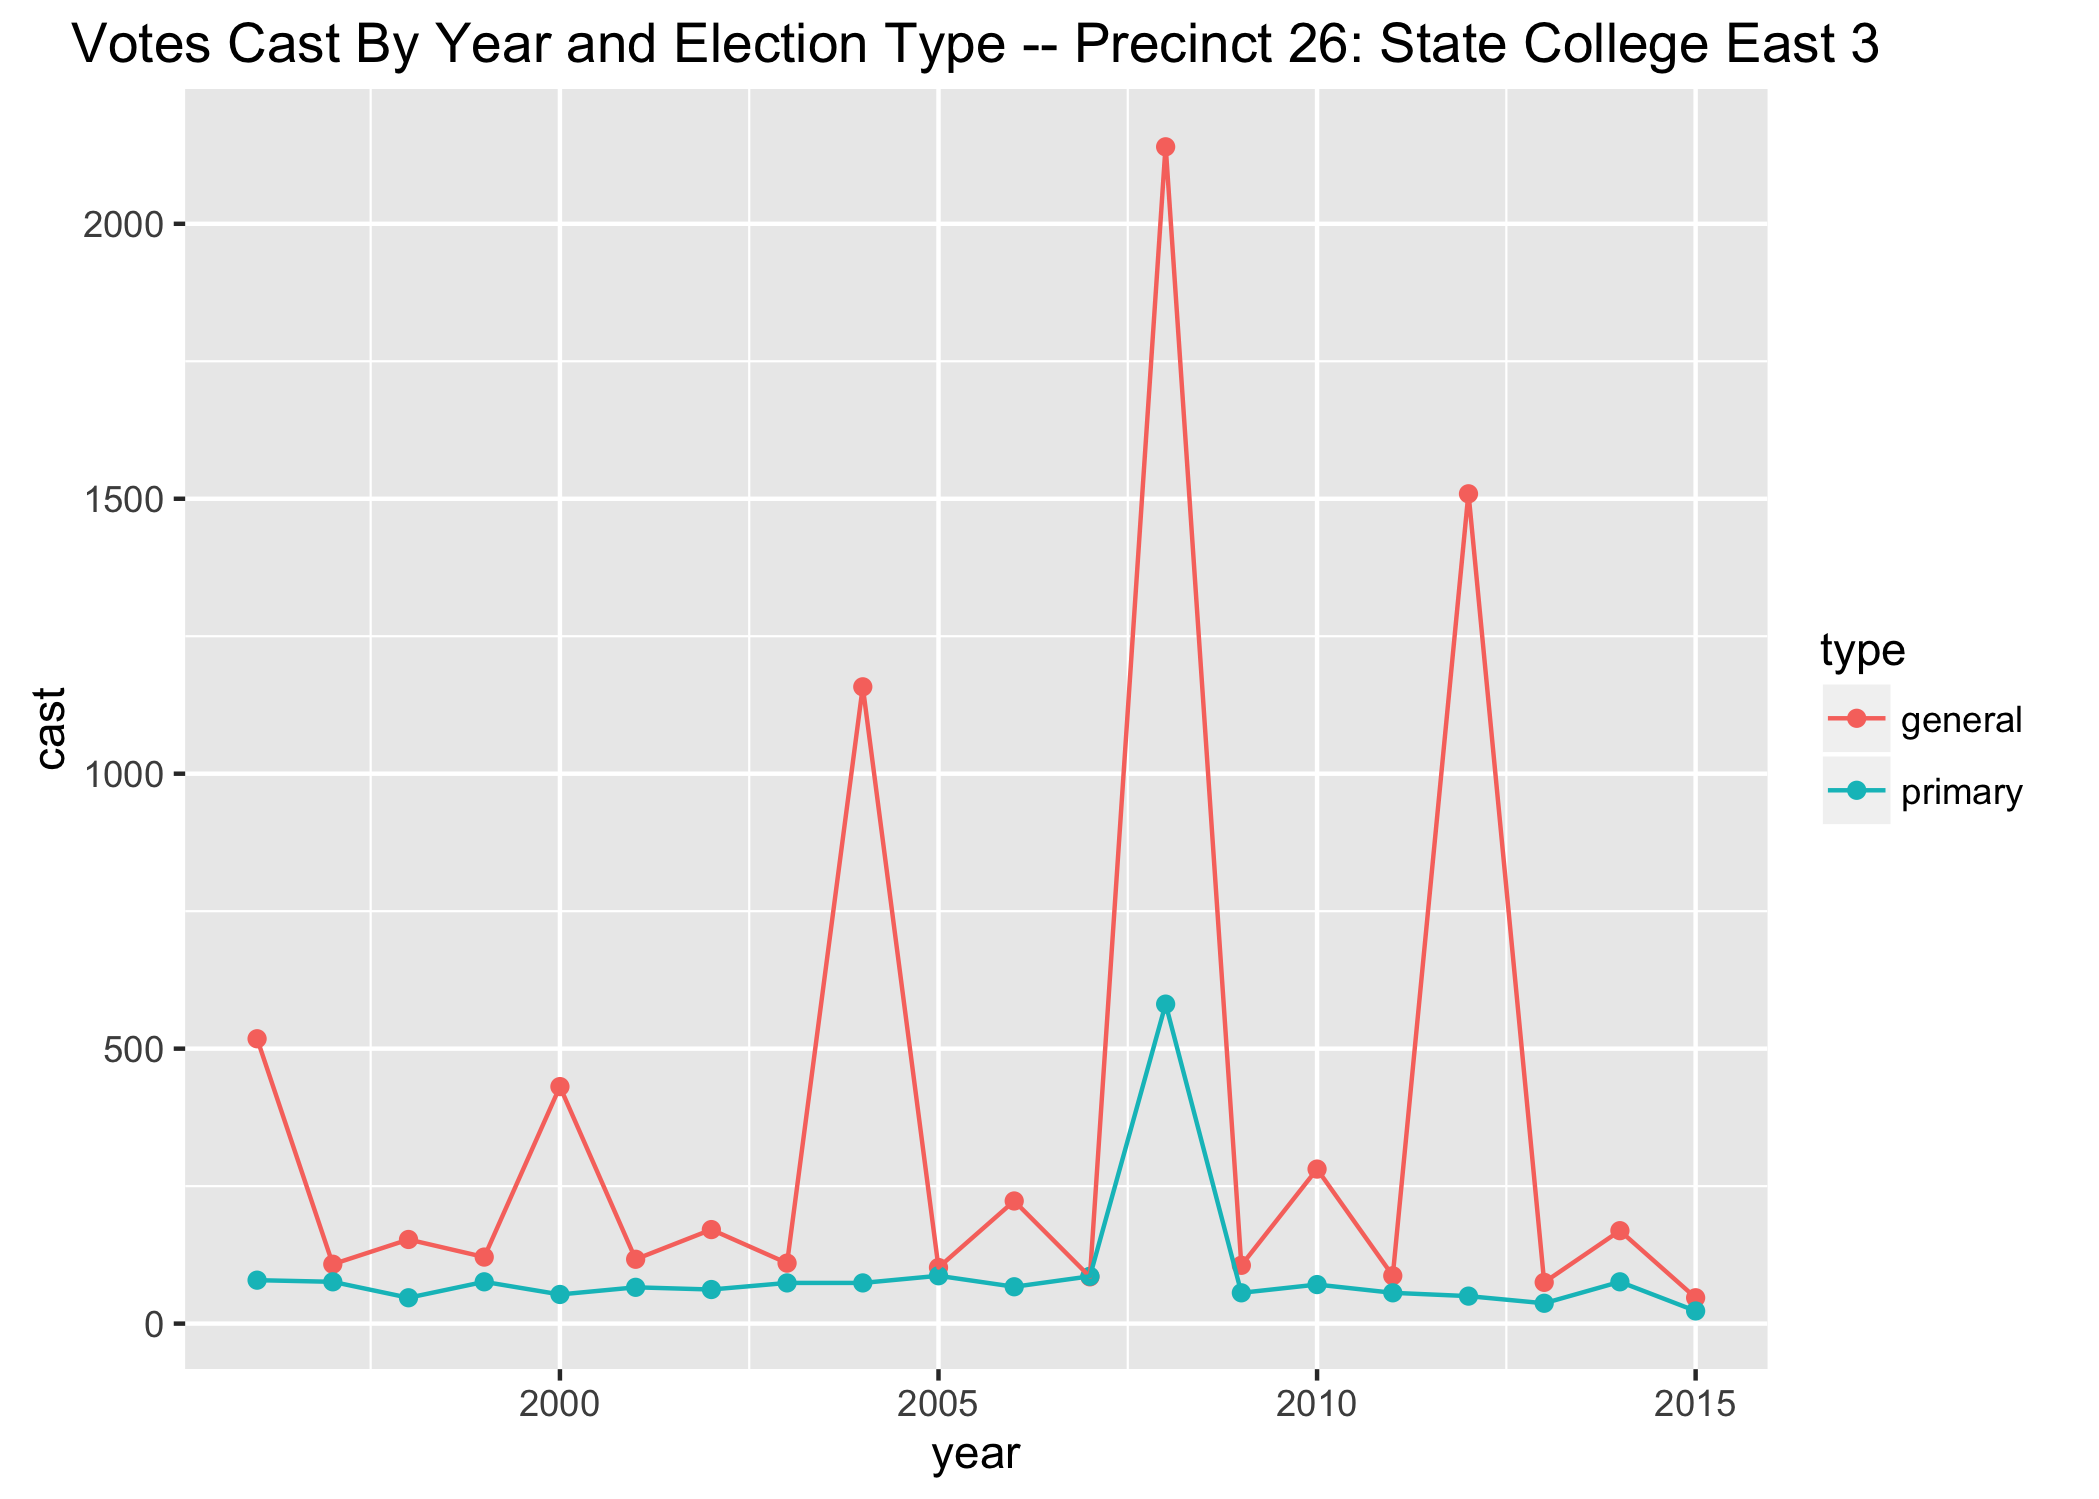 Votes Cast By Year and Election Type -- Precinct 26: State College East 3
2000
1500
1000
500
0
cast
2000
2005
2010
2015
year
type
general
primary